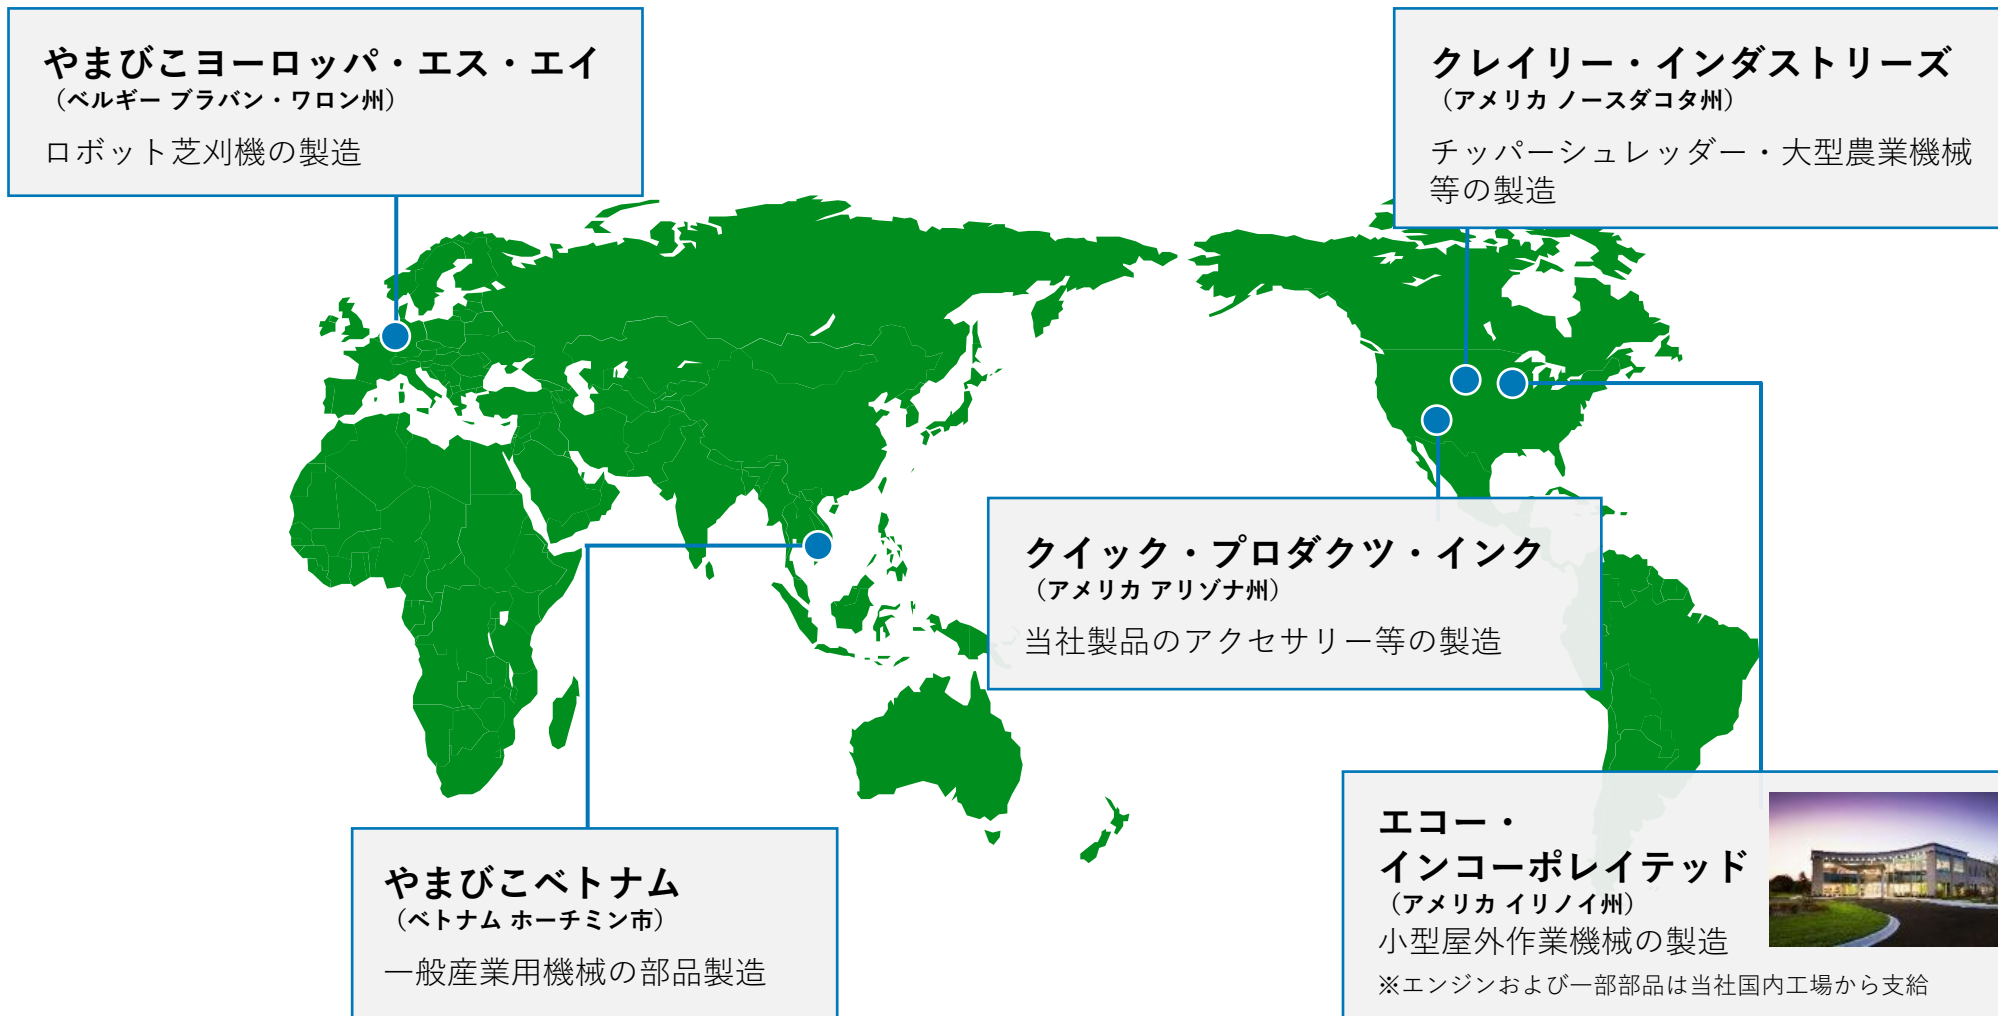 やまびこヨーロッパ・エス・エイ
（ベルギー ブラバン・ワロン州）
ロボット芝刈機の製造
クレイリー・インダストリーズ
（アメリカ ノースダコタ州）
チッパーシュレッダー・大型農業機械
等の製造
クイック・プロダクツ・インク
（アメリカ アリゾナ州）
当社製品のアクセサリー等の製造
やまびこベトナム
（ベトナム ホーチミン市）
一般産業用機械の部品製造
エコー・
インコーポレイテッド
（アメリカ イリノイ州）
小型屋外作業機械の製造
※エンジンおよび一部部品は当社国内工場から支給